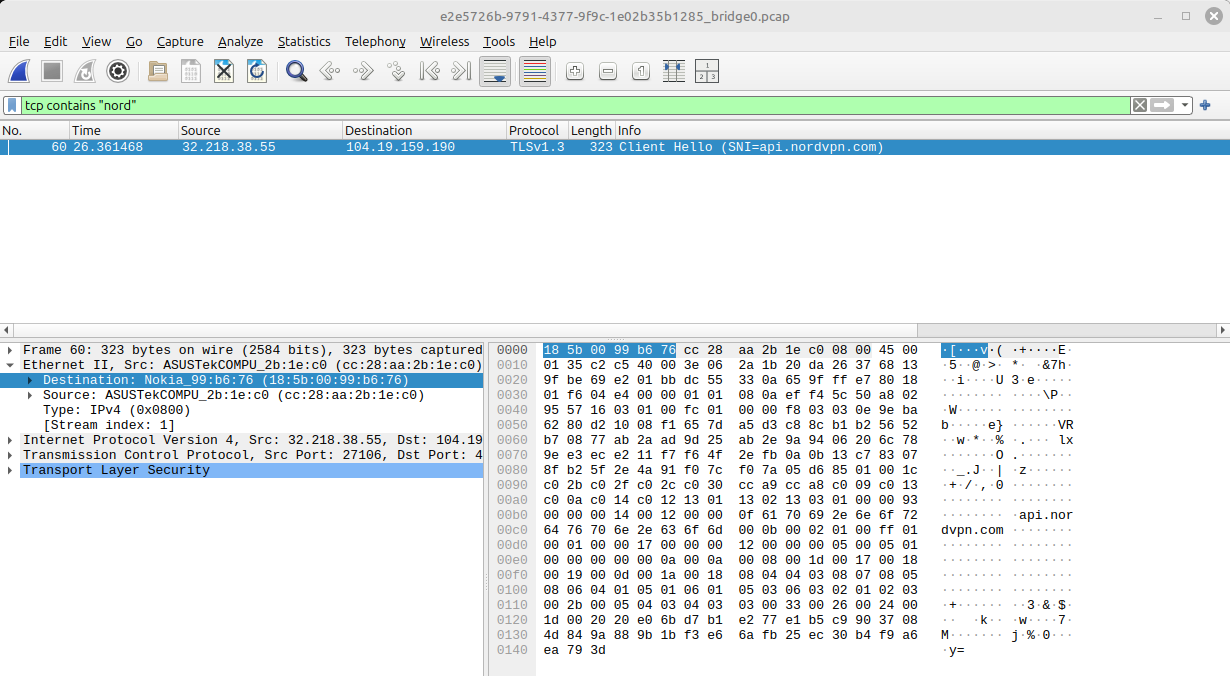 e2e5726b-9791-4377-9f9c-1e02b35b1285_bridge0.pcap
File Edit View Go Capture Analyze Statistics Telephony Wireless Tools Help
tcp contains "nord"
No. Time Source Destination Protocol Length Info
60 26.361468 32.218.38.55 104.19.159.190 TLSv1.3 323 Client Hello (SNI=api.nordvpn.com)
Frame 60: 323 bytes on wire (2584 bits), 323 bytes captured
Ethernet II, Src: ASUSTekCOMPU_2b:1e:c0 (cc:28:aa:2b:1e:c0)
Destination: Nokia_99:b6:76 (18:5b:00:99:b6:76)
Source: ASUSTekCOMPU_2b:1e:c0 (cc:28:aa:2b:1e:c0)
Type: IPv4 (0x0800)
[Stream index: 1]
Internet Protocol Version 4, Src: 32.218.38.55, Dst: 104.19
Transmission Control Protocol, Src Port: 27106, Dst Port: 4
Transport Layer Security
0000 18 5b 00 99 b6 76 cc 28 aa 2b 1e c0 08 00 45 00 ·[···v·( ·+····E·
0010 01 35 c2 c5 40 00 3e 06 2a 1b 20 da 26 37 68 13 ·5··@·>· *· ·&7h·
0020 9f be 69 e2 01 bb dc 55 33 0a 65 9f ff e7 80 18 ··i····U 3·e·····
0030 01 f6 04 e4 00 00 01 01 08 0a ef f4 5c 50 a8 02 ········ ····\P··
0040 95 57 16 03 01 00 fc 01 00 00 f8 03 03 0e 9e ba ·W······ ········
0050 62 80 d2 10 08 f1 65 7d a5 d3 c8 8c b1 b2 56 52 b·····e} ······VR
0060 b7 08 77 ab 2a ad 9d 25 ab 2e 9a 94 06 20 6c 78 ··w·*··% ·.··· lx
0070 9e e3 ec e2 11 f7 f6 4f 2e fb 0a 0b 13 c7 83 07 ·······O .·······
0080 8f b2 5f 2e 4a 91 f0 7c f0 7a 05 d6 85 01 00 1c ··_.J··| ·z······
0090 c0 2b c0 2f c0 2c c0 30 cc a9 cc a8 c0 09 c0 13 ·+·/·,·0 ········
00a0 c0 0a c0 14 c0 12 13 01 13 02 13 03 01 00 00 93 ········ ········
00b0 00 00 00 14 00 12 00 00 0f 61 70 69 2e 6e 6f 72 ········ ·api.nor
00c0 64 76 70 6e 2e 63 6f 6d 00 0b 00 02 01 00 ff 01 dvpn.com ········
00d0 00 01 00 00 17 00 00 00 12 00 00 00 05 00 05 01 ········ ········
00e0 00 00 00 00 00 0a 00 0a 00 08 00 1d 00 17 00 18 ········ ········
00f0 00 19 00 0d 00 1a 00 18 08 04 04 03 08 07 08 05 ········ ········
0100 08 06 04 01 05 01 06 01 05 03 06 03 02 01 02 03 ········ ········
0110 00 2b 00 05 04 03 04 03 03 00 33 00 26 00 24 00 ·+······ ··3·&·$·
0120 1d 00 20 20 e0 6b d7 b1 e2 77 e1 b5 c9 90 37 08 ··  ·k·· ·w····7·
0130 4d 84 9a 88 9b 1b f3 e6 6a fb 25 ec 30 b4 f9 a6 M······· j·%·0···
0140 ea 79 3d ·y=